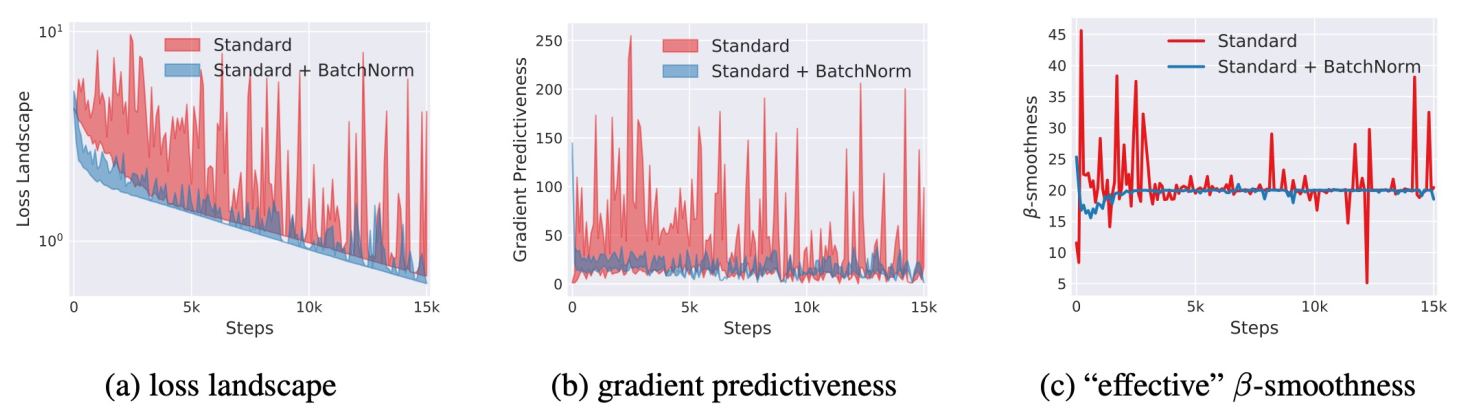 Loss Landscape
10¹
10⁰
Standard
Standard + BatchNorm
0 5k 10k 15k
Steps
(a) loss landscape
Gradient Predictiveness
250
200
150
100
50
0
Standard
Standard + BatchNorm
0 5k 10k 15k
Steps
(b) gradient predictiveness
β-smoothness
45
40
35
30
25
20
15
10
5
Standard
Standard + BatchNorm
0 5k 10k 15k
Steps
(c) “effective” β-smoothness